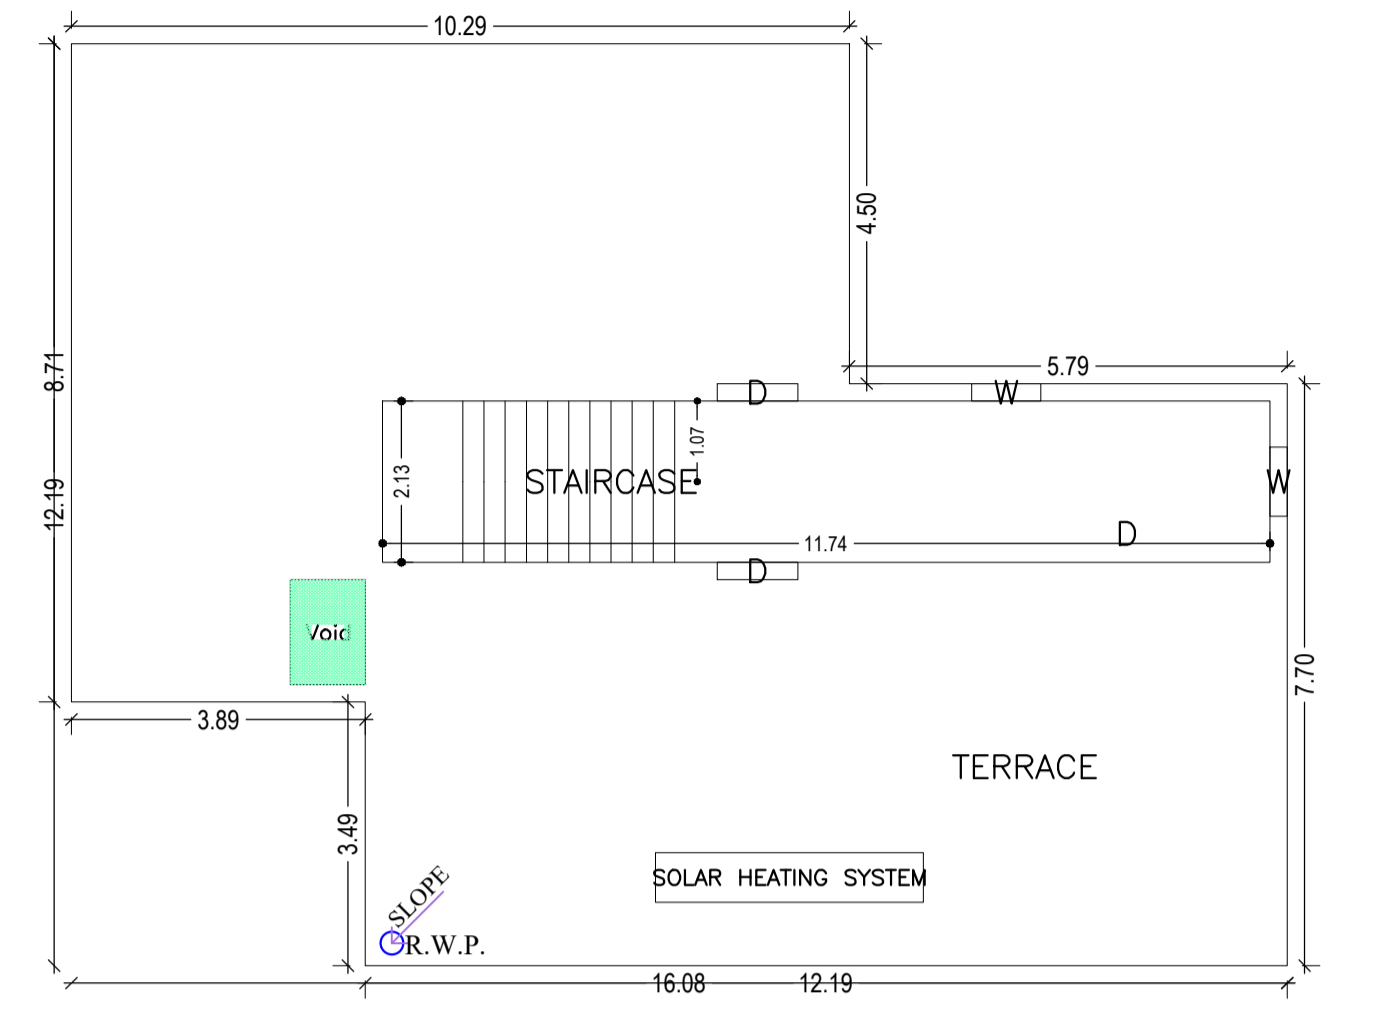 10.29
4.50
8.71
5.79
D
W
1.07
2.13
STAIRCASE
W
12.19
D
11.74
D
Void
7.70
3.89
TERRACE
3.49
SLOPE
SOLAR HEATING SYSTEM
R.W.P.
16.08
12.19